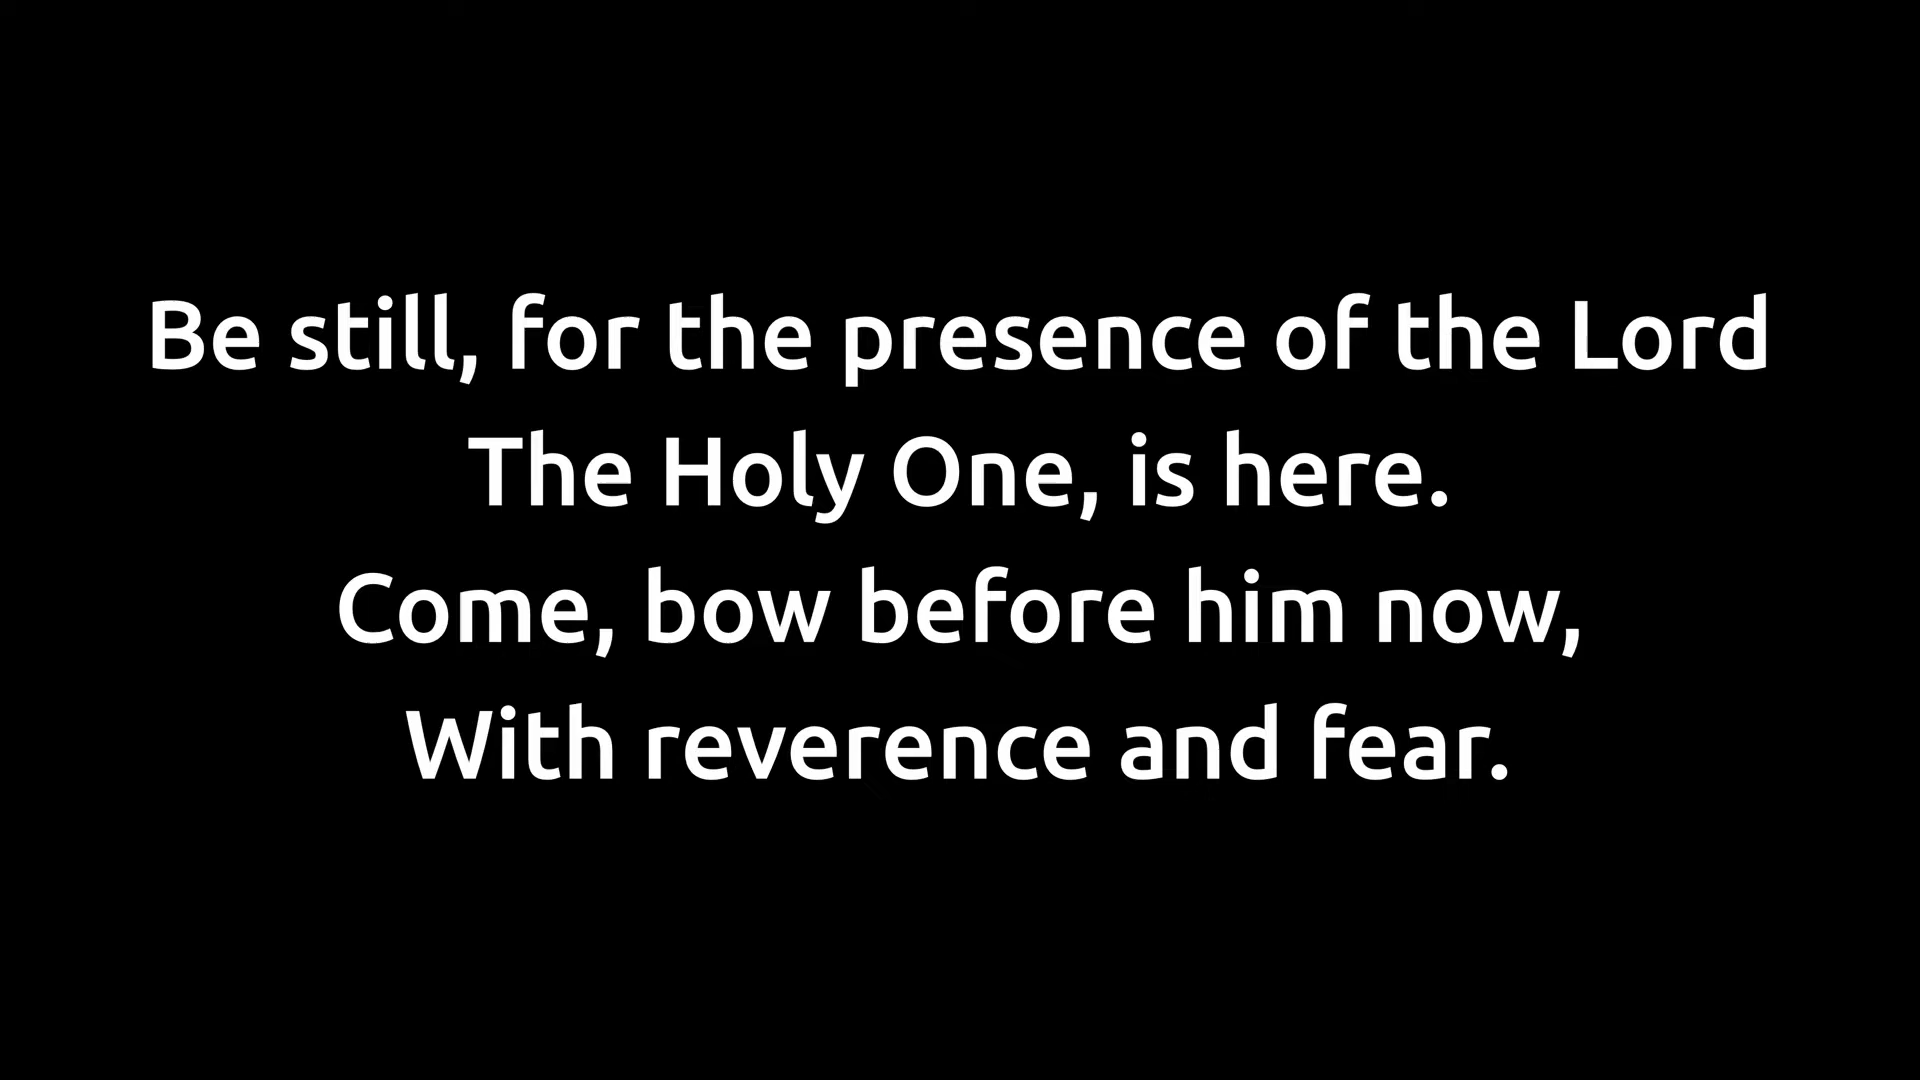 Be still, for the presence of the Lord
The Holy One, is here.
Come, bow before him now,
With reverence and fear.